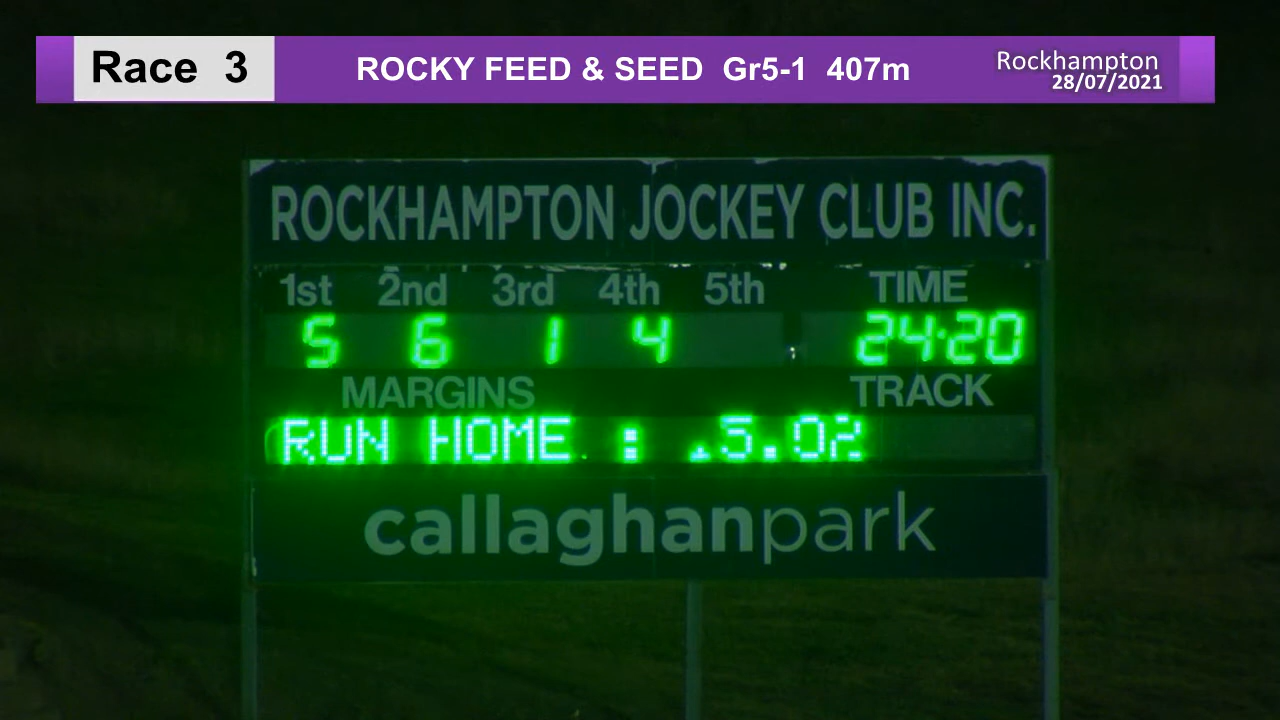 Race 3
ROCKY FEED & SEED Gr5-1 407m
Rockhampton
28/07/2021
ROCKHAMPTON JOCKEY CLUB INC.
1st 2nd 3rd 4th 5th TIME
5 6 1 4 24.20
MARGINS TRACK
RUN HOME : .5.02
callaghanpark